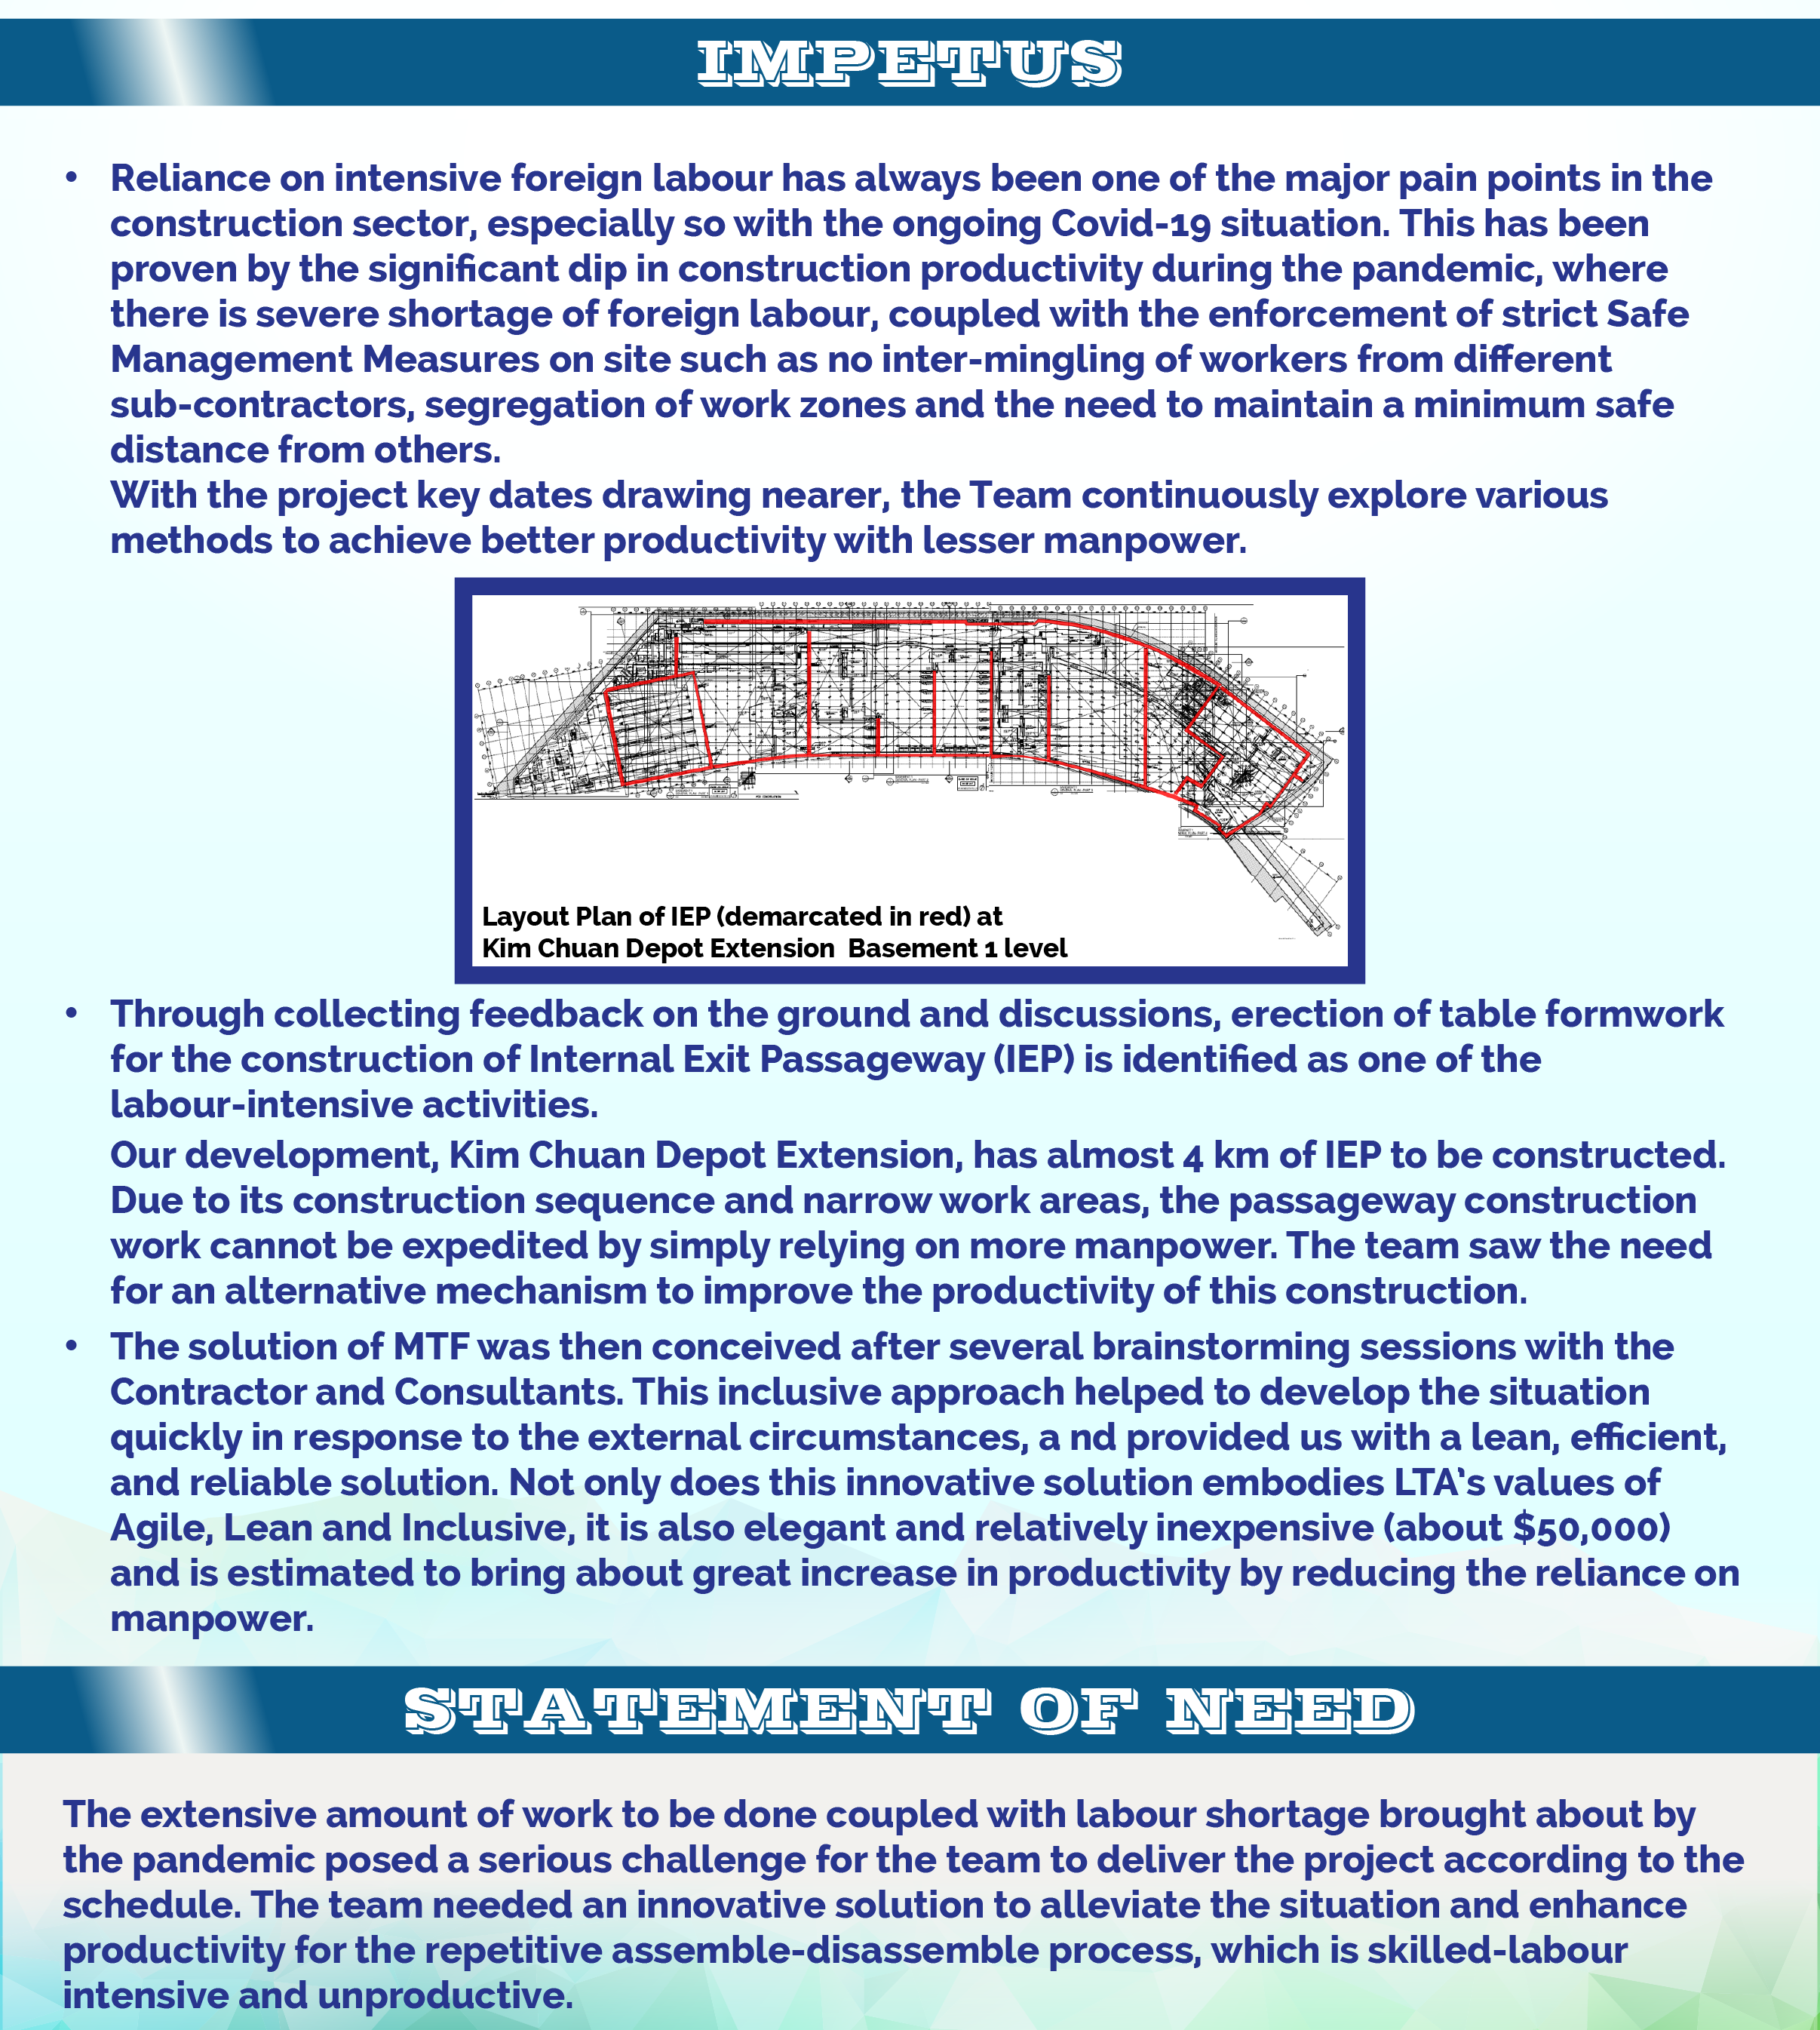 IMPETUS
• Reliance on intensive foreign labour has always been one of the major pain points in the
construction sector, especially so with the ongoing Covid-19 situation. This has been
proven by the significant dip in construction productivity during the pandemic, where
there is severe shortage of foreign labour, coupled with the enforcement of strict Safe
Management Measures on site such as no inter-mingling of workers from different
sub-contractors, segregation of work zones and the need to maintain a minimum safe
distance from others.
With the project key dates drawing nearer, the Team continuously explore various
methods to achieve better productivity with lesser manpower.
Layout Plan of IEP (demarcated in red) at
Kim Chuan Depot Extension  Basement 1 level
• Through collecting feedback on the ground and discussions, erection of table formwork
for the construction of Internal Exit Passageway (IEP) is identified as one of the
labour-intensive activities.
Our development, Kim Chuan Depot Extension, has almost 4 km of IEP to be constructed.
Due to its construction sequence and narrow work areas, the passageway construction
work cannot be expedited by simply relying on more manpower. The team saw the need
for an alternative mechanism to improve the productivity of this construction.
• The solution of MTF was then conceived after several brainstorming sessions with the
Contractor and Consultants. This inclusive approach helped to develop the situation
quickly in response to the external circumstances, a nd provided us with a lean, efficient,
and reliable solution. Not only does this innovative solution embodies LTA's values of
Agile, Lean and Inclusive, it is also elegant and relatively inexpensive (about $50,000)
and is estimated to bring about great increase in productivity by reducing the reliance on
manpower.
STATEMENT OF NEED
The extensive amount of work to be done coupled with labour shortage brought about by
the pandemic posed a serious challenge for the team to deliver the project according to the
schedule. The team needed an innovative solution to alleviate the situation and enhance
productivity for the repetitive assemble-disassemble process, which is skilled-labour
intensive and unproductive.